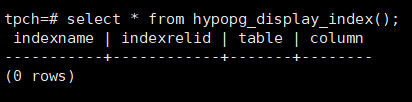 tpch=# select * from hypopg_display_index();
 indexname | indexrelid | table | column
-----------+------------+-------+--------
(0 rows)